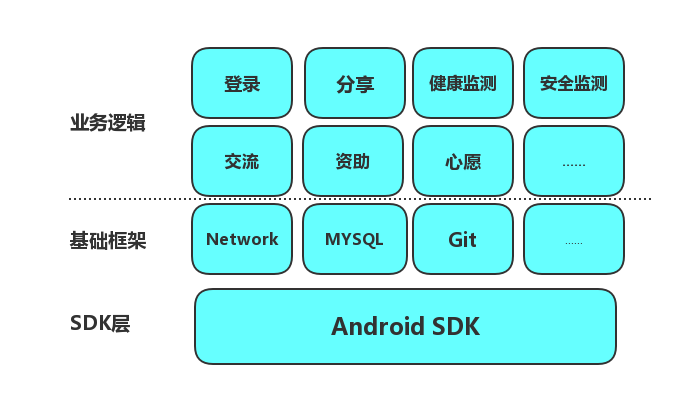 登录 分享 健康监测 安全监测
业务逻辑
交流 资助 心愿 ......
基础框架 Network MYSQL Git ......
SDK层 Android SDK